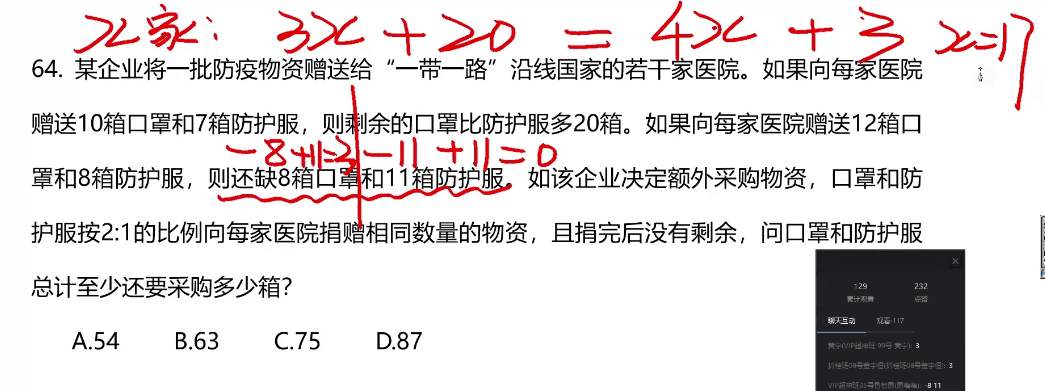 x家: 3x+20 = 4x+3 x=17
64. 某企业将一批防疫物资赠送给“一带一路”沿线国家的若干家医院。如果向每家医院
赠送10箱口罩和7箱防护服，则剩余的口罩比防护服多20箱。如果向每家医院赠送12箱口
-8+11=3 -11+11=0
罩和8箱防护服，则还缺8箱口罩和11箱防护服。如该企业决定额外采购物资，口罩和防
护服按2:1的比例向每家医院捐赠相同数量的物资，且捐完后没有剩余，问口罩和防护服
总计至少还要采购多少箱?
A.54 B.63 C.75 D.87
129 232
累计观看 点赞
聊天互动 观看·117
3
3
-8 11